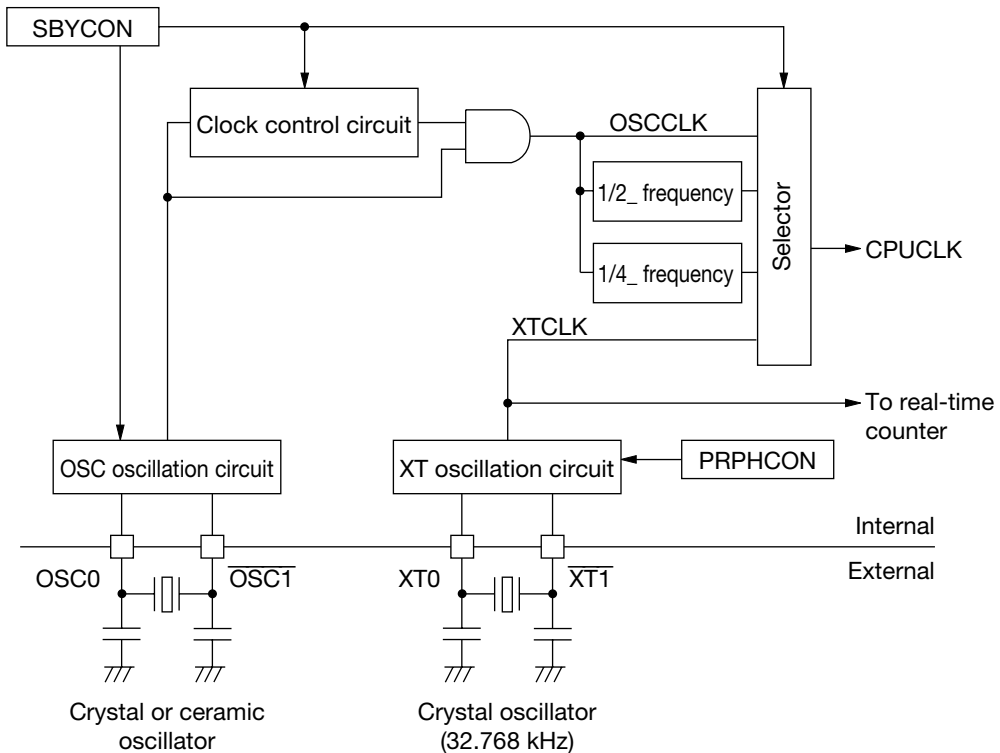 SBYCON
Clock control circuit
OSCCLK
1/2_ frequency
1/4_ frequency
Selector
CPUCLK
XTCLK
To real-time
counter
OSC oscillation circuit
XT oscillation circuit
PRPHCON
Internal
External
OSC0
OSC1
XT0
XT1
Crystal or ceramic
oscillator
Crystal oscillator
(32.768 kHz)